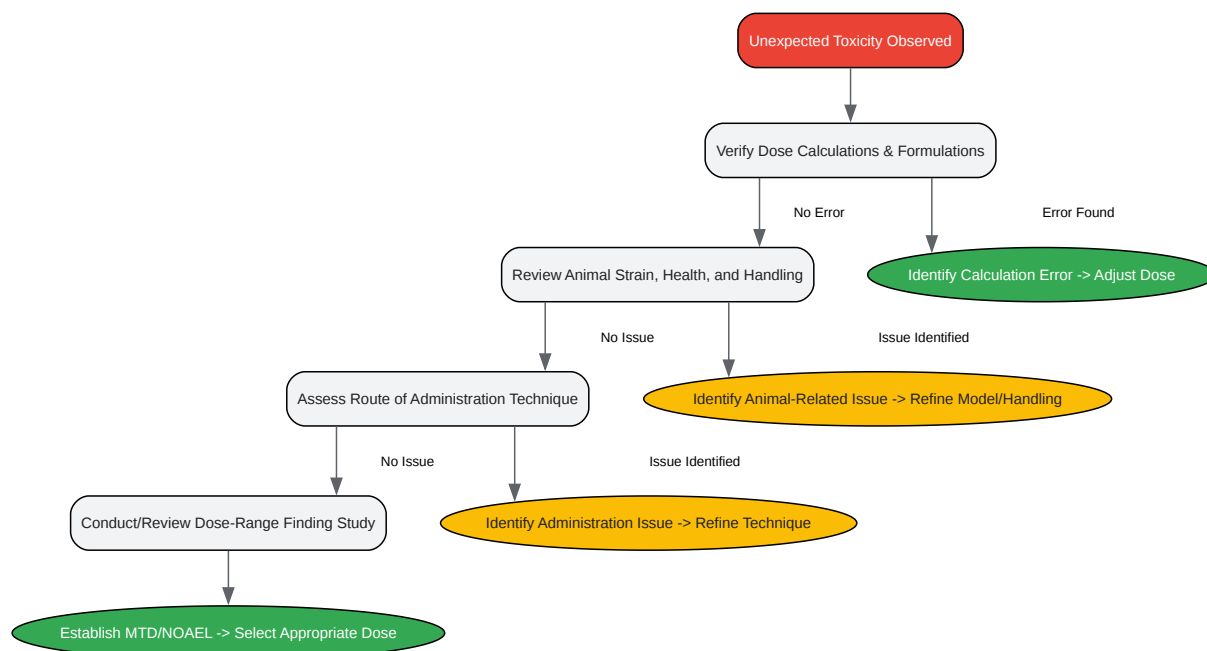 Unexpected Toxicity Observed
Verify Dose Calculations & Formulations
No Error
Error Found
Review Animal Strain, Health, and Handling
Identify Calculation Error -> Adjust Dose
No Issue
Issue Identified
Assess Route of Administration Technique
Identify Animal-Related Issue -> Refine Model/Handling
No Issue
Issue Identified
Conduct/Review Dose-Range Finding Study
Identify Administration Issue -> Refine Technique
Establish MTD/NOAEL -> Select Appropriate Dose